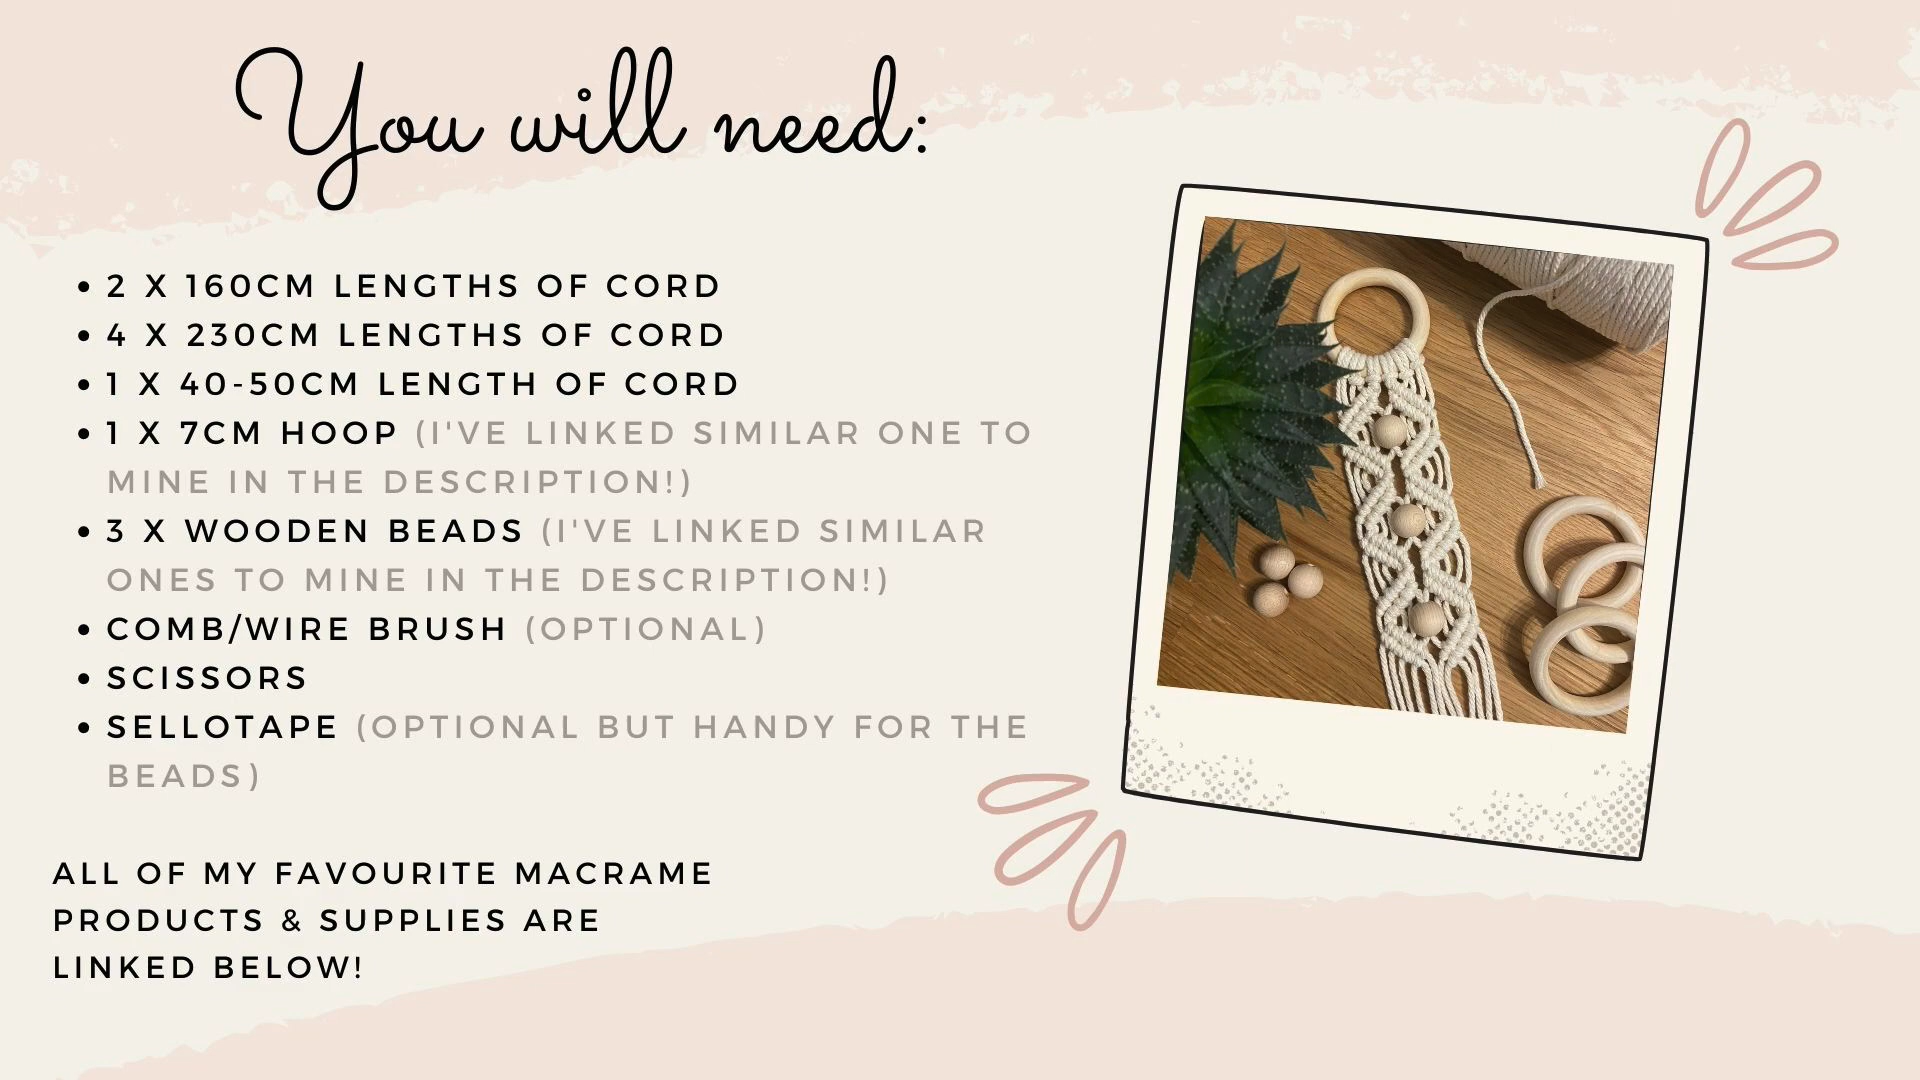 You will need:
• 2 X 160CM LENGTHS OF CORD
• 4 X 230CM LENGTHS OF CORD
• 1 X 40-50CM LENGTH OF CORD
• 1 X 7CM HOOP (I'VE LINKED SIMILAR ONE TO
MINE IN THE DESCRIPTION!)
• 3 X WOODEN BEADS (I'VE LINKED SIMILAR
ONES TO MINE IN THE DESCRIPTION!)
• COMB/WIRE BRUSH (OPTIONAL)
• SCISSORS
• SELLOTAPE (OPTIONAL BUT HANDY FOR THE
BEADS)
ALL OF MY FAVOURITE MACRAME
PRODUCTS & SUPPLIES ARE
LINKED BELOW!